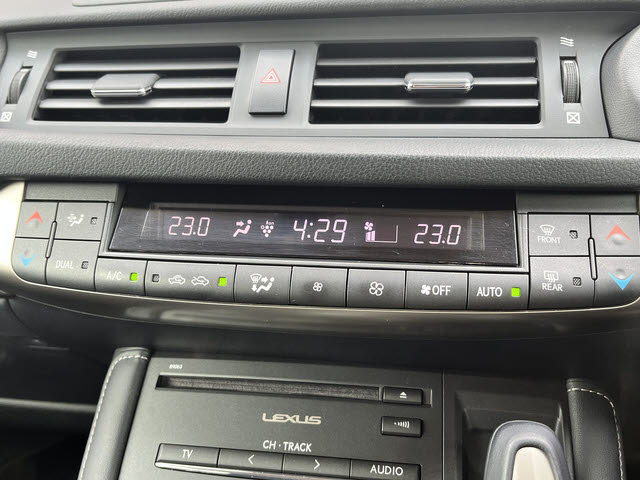 23.0 4:29 23.0
FRONT
DUAL
A/C
OFF
AUTO
REAR
LEXUS
CH · TRACK
TV
AUDIO